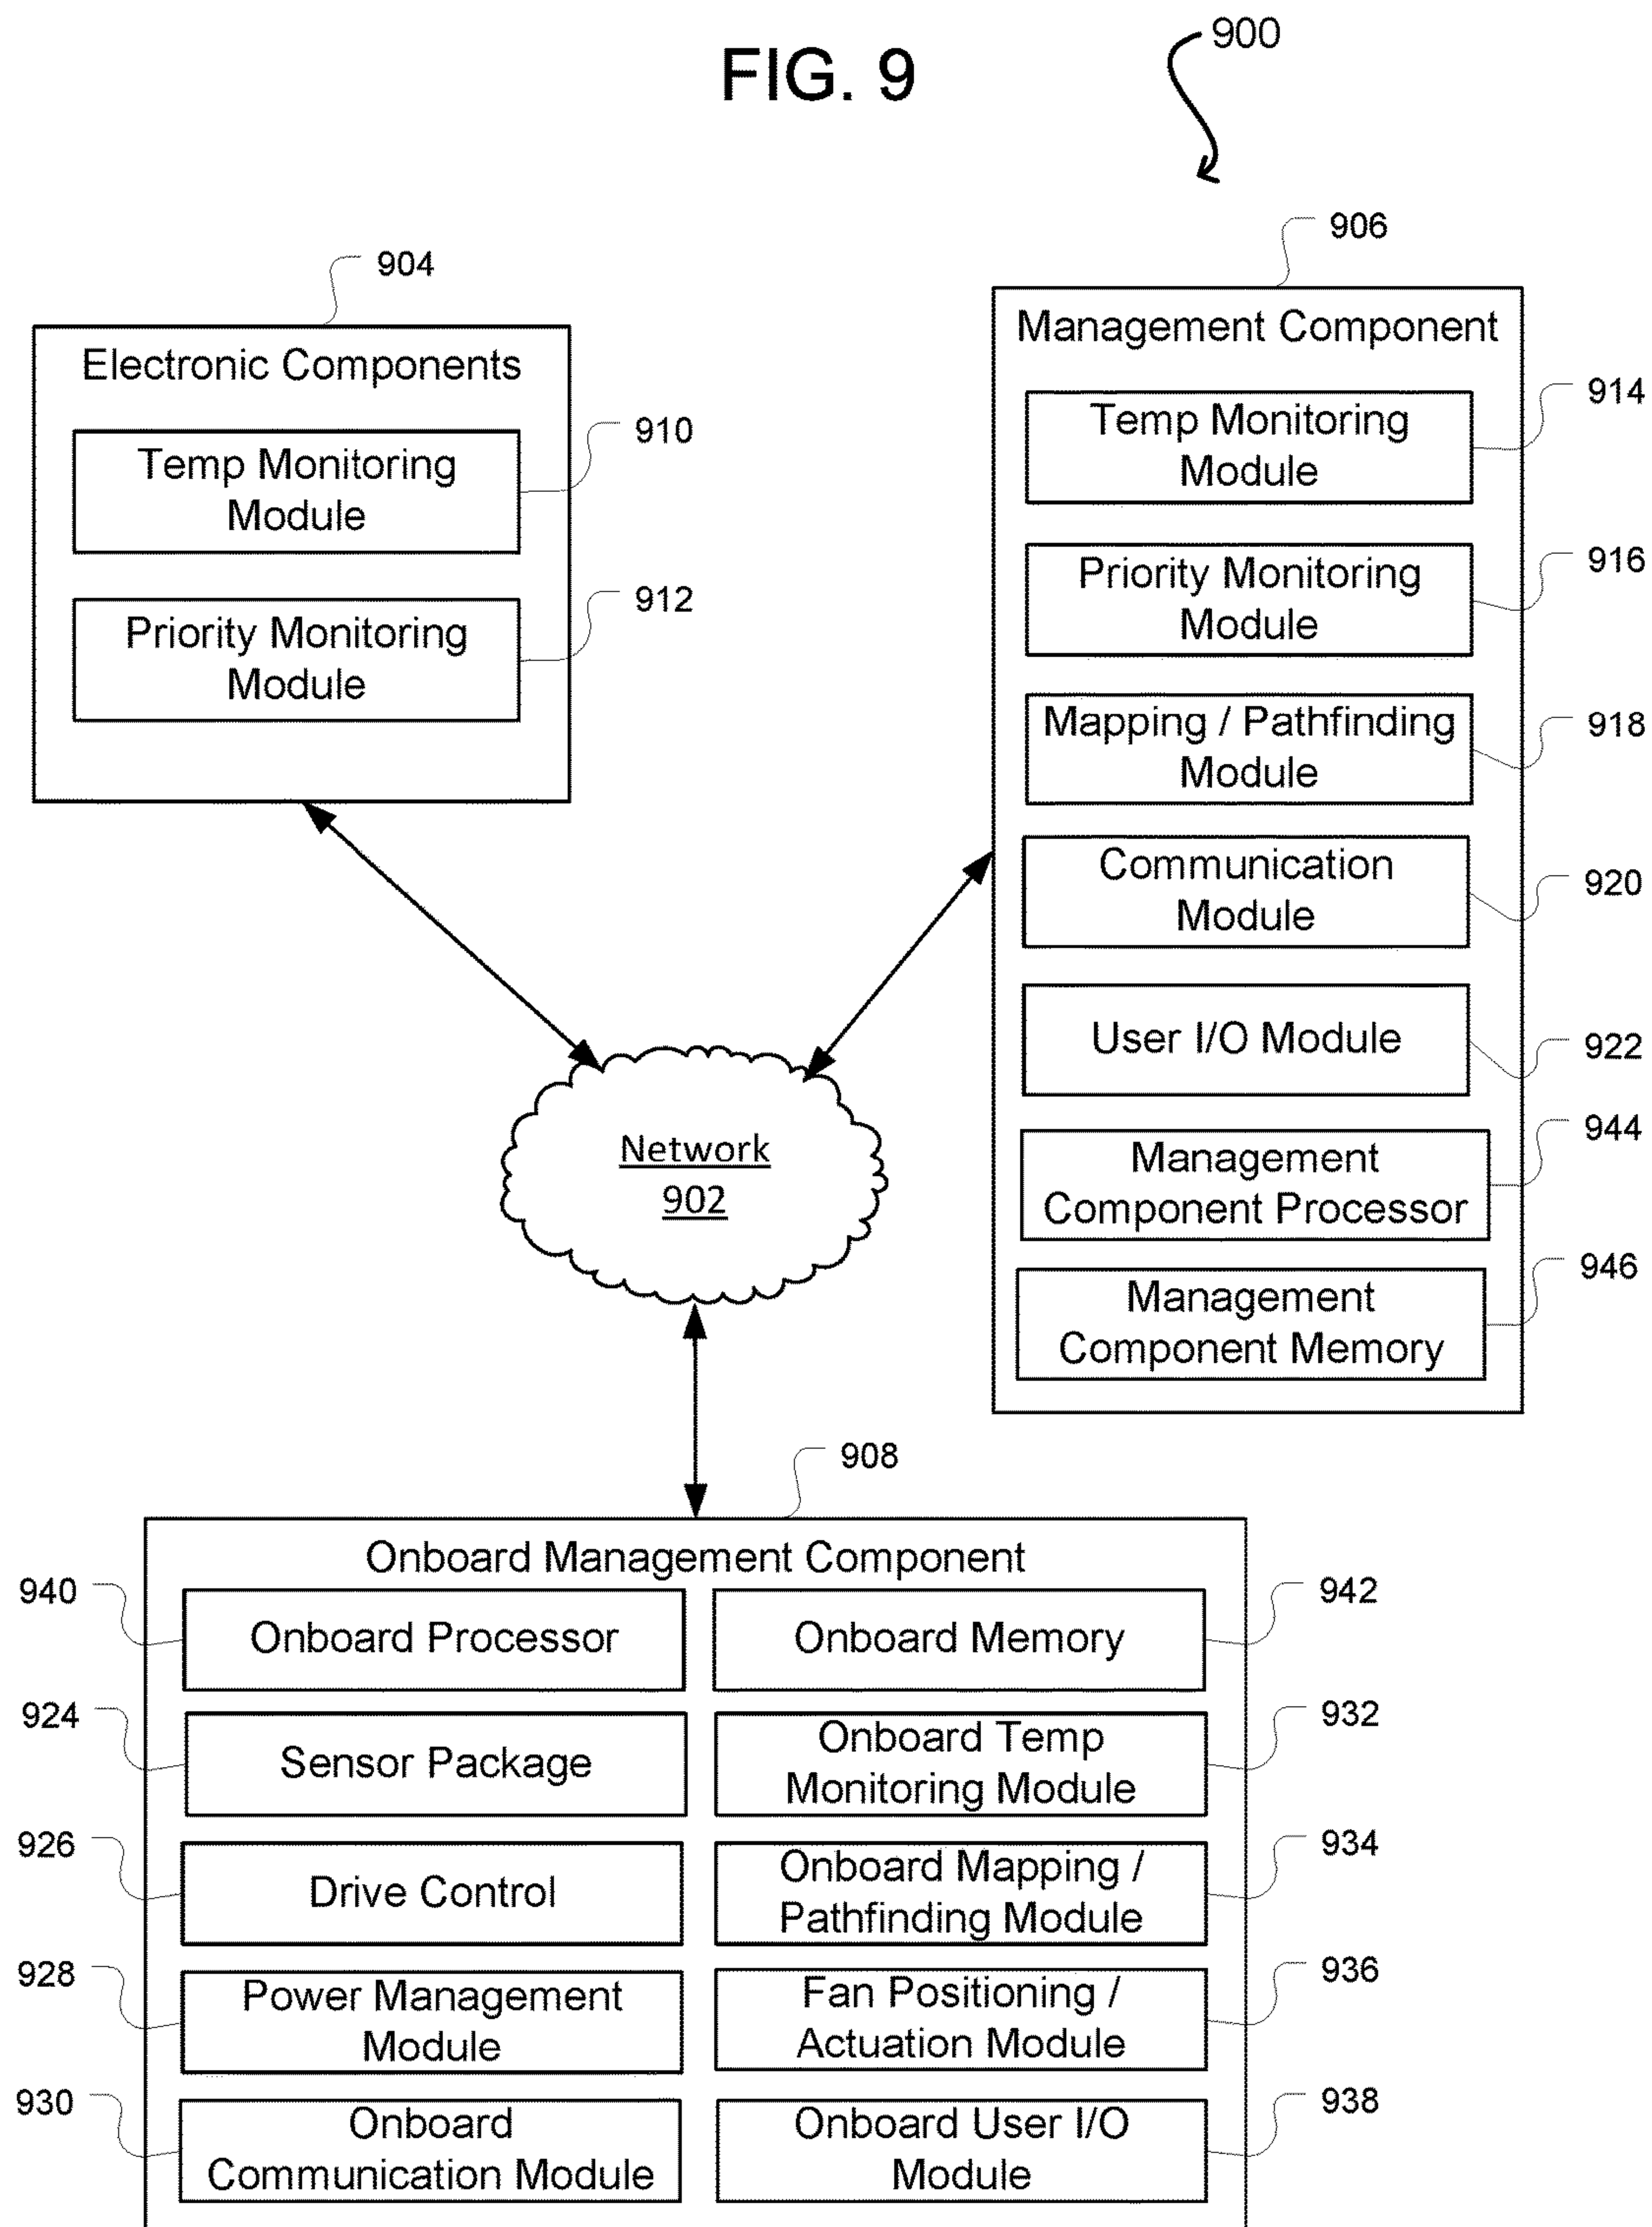 FIG. 9
900
904
Electronic Components
Temp Monitoring
Module
910
Priority Monitoring
Module
912
906
Management Component
Temp Monitoring
Module
914
Priority Monitoring
Module
916
Mapping / Pathfinding
Module
918
Communication
Module
920
User I/O Module
922
Management
Component Processor
944
Management
Component Memory
946
Network
902
908
Onboard Management Component
940
Onboard Processor
Onboard Memory
942
924
Sensor Package
Onboard Temp
Monitoring Module
932
926
Drive Control
Onboard Mapping /
Pathfinding Module
934
928
Power Management
Module
Fan Positioning /
Actuation Module
936
930
Onboard
Communication Module
Onboard User I/O
Module
938